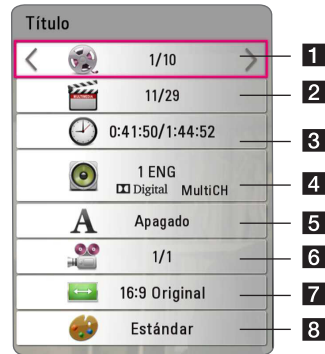 Título
1/10
1
11/29
2
0:41:50/1:44:52
3
1 ENG
Digital MultiCH
4
Apagado
5
1/1
6
16:9 Original
7
Estándar
8